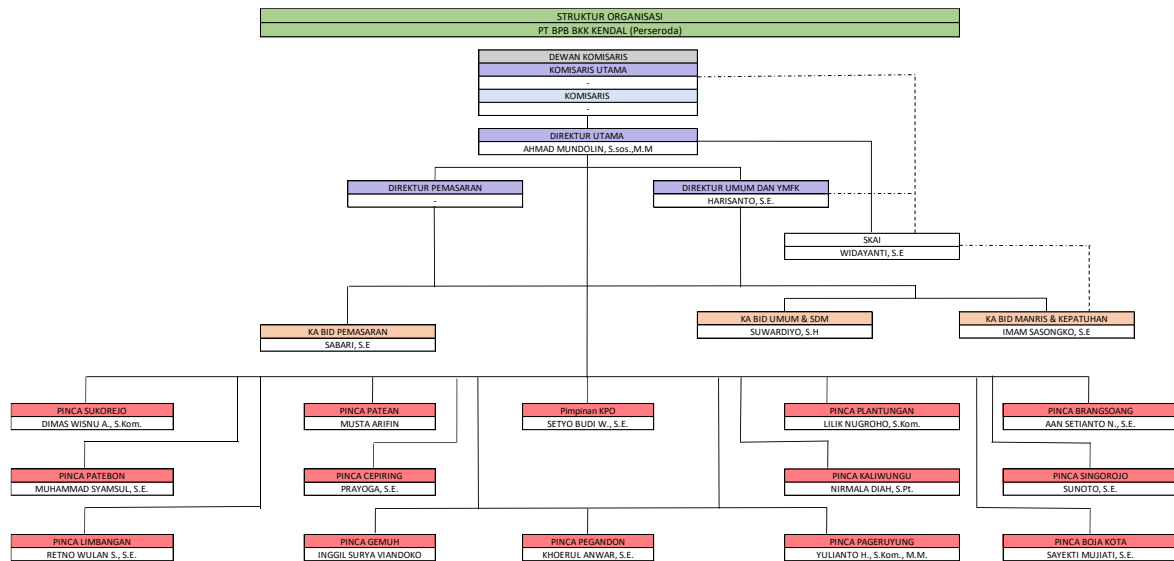 STRUKTUR ORGANISASI
PT BPB BKK KENDAL (Perseroda)
DEWAN KOMISARIS
KOMISARIS UTAMA
-
KOMISARIS
-
DIREKTUR UTAMA
AHMAD MUNDOLIN, S.sos.,M.M
DIREKTUR PEMASARAN
-
DIREKTUR UMUM DAN YMFK
HARISANTO, S.E.
SKAI
WIDAYANTI, S.E
KA BID PEMASARAN
SABARI, S.E
KA BID UMUM & SDM
SUWARDIYO, S.H
KA BID MANRIS & KEPATUHAN
IMAM SASONGKO, S.E
PINCA SUKOREJO
DIMAS WISNU A., S.Kom.
PINCA PATEAN
MUSTA ARIFIN
Pimpinan KPO
SETYO BUDI W., S.E.
PINCA PLANTUNGAN
LILIK NUGROHO, S.Kom.
PINCA BRANGSOANG
AAN SETIANTO N., S.E.
PINCA PATEBON
MUHAMMAD SYAMSUL, S.E.
PINCA CEPIRING
PRAYOGA, S.E.
PINCA KALIWUNGU
NIRMALA DIAH, S.Pt.
PINCA SINGOROJO
SUNOTO, S.E.
PINCA LIMBANGAN
RETNO WULAN S., S.E.
PINCA GEMUH
INGGIL SURYA VIANDOKO
PINCA PEGANDON
KHOERUL ANWAR, S.E.
PINCA PAGERUYUNG
YULIANTO H., S.Kom., M.M.
PINCA BOJA KOTA
SAYEKTI MUJIATI, S.E.